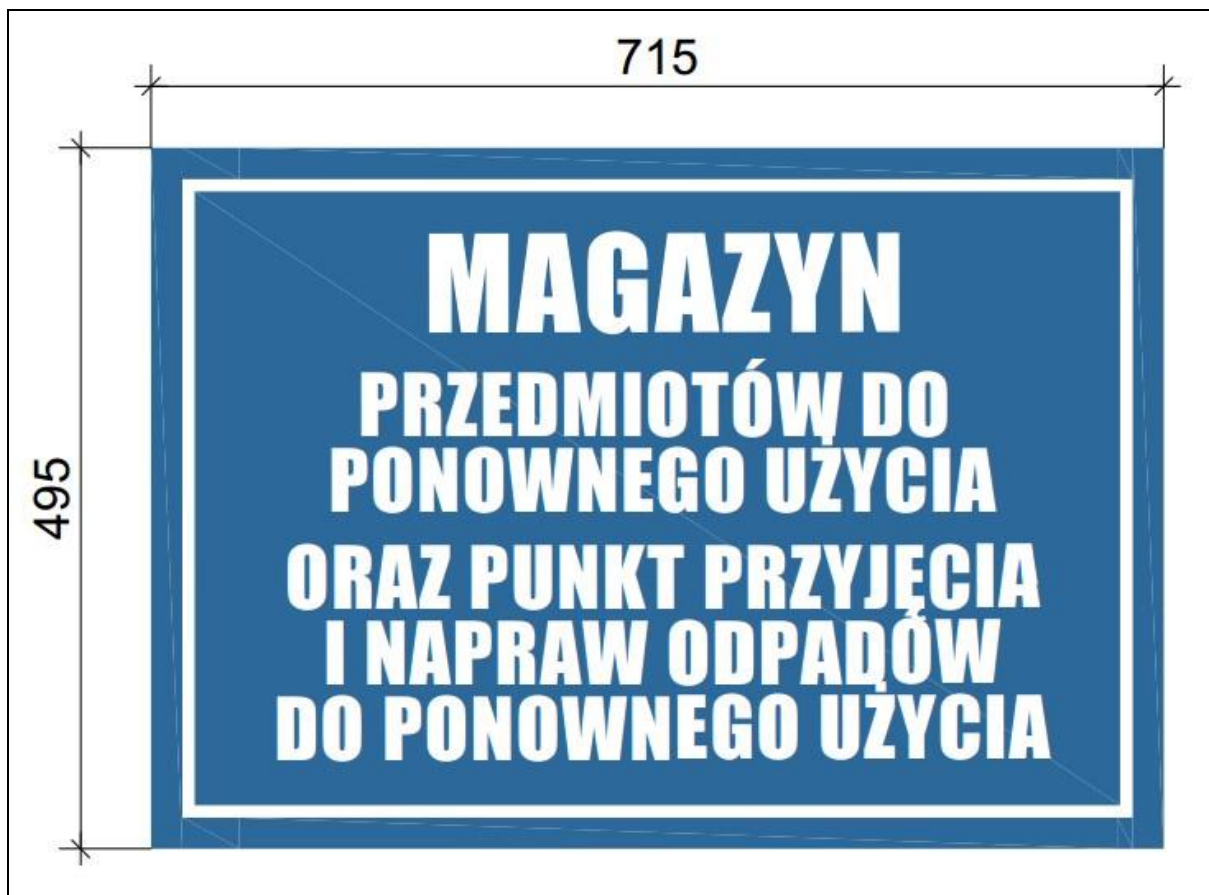 715
495
MAGAZYN
PRZEDMIOTÓW DO
PONOWNEGO UŻYCIA
ORAZ PUNKT PRZYJĘCIA
I NAPRAW ODPADÓW
DO PONOWNEGO UŻYCIA